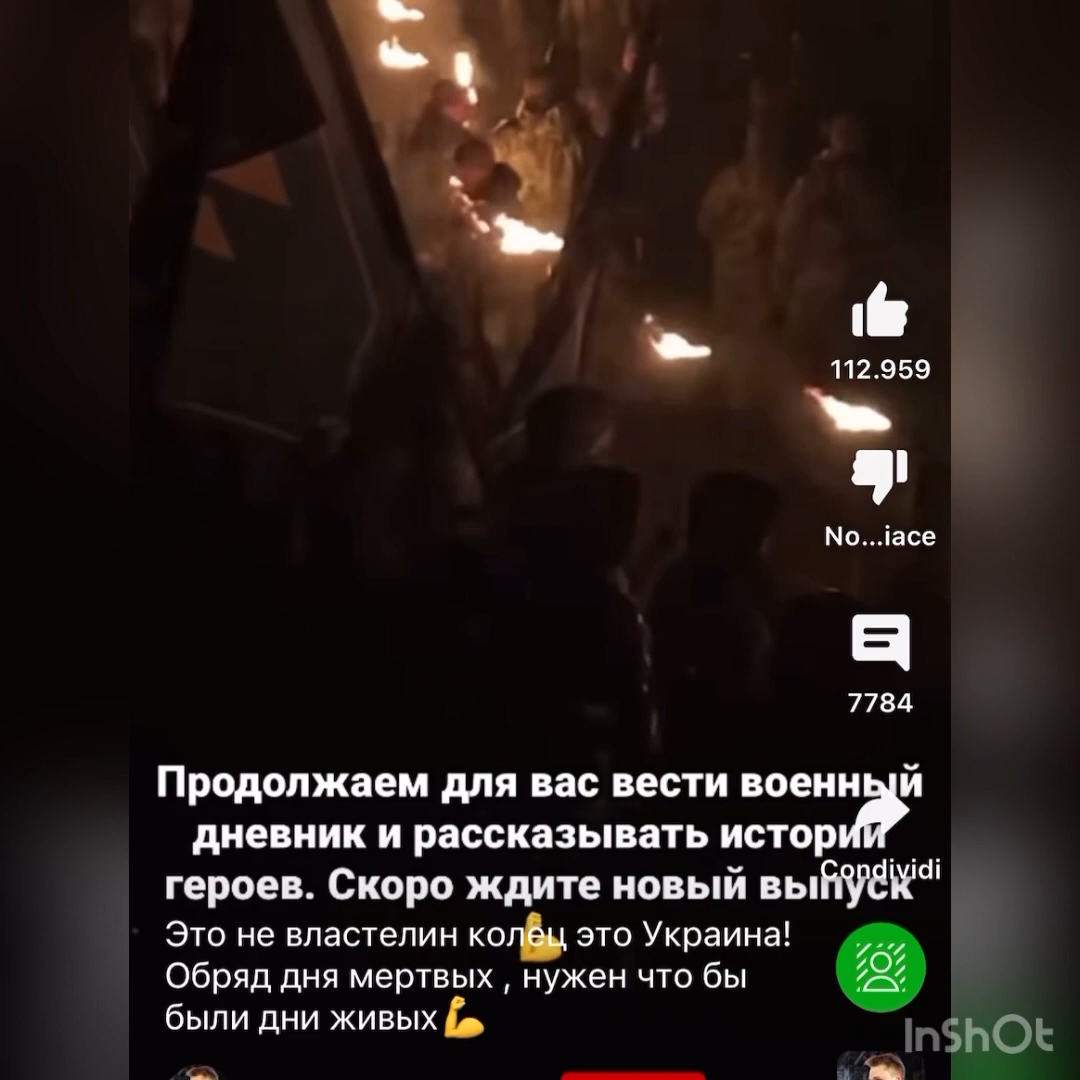 112.959
No...iace
7784
Продолжаем для вас вести военный
дневник и рассказывать истории
героев. Скоро ждите новый выпуск
Condividi
Это не властелин колец это Украина!
Обряд дня мертвых , нужен что бы
были дни живых💪
InShOt